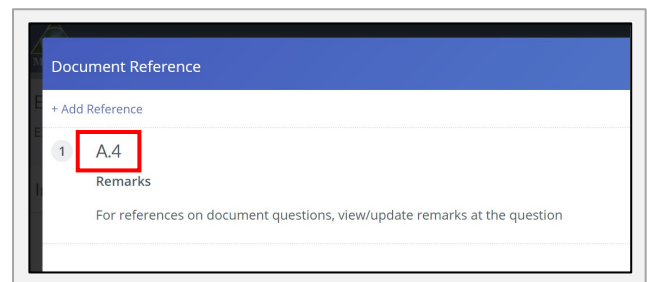 Document Reference
+ Add Reference
1 A.4
Remarks
For references on document questions, view/update remarks at the question